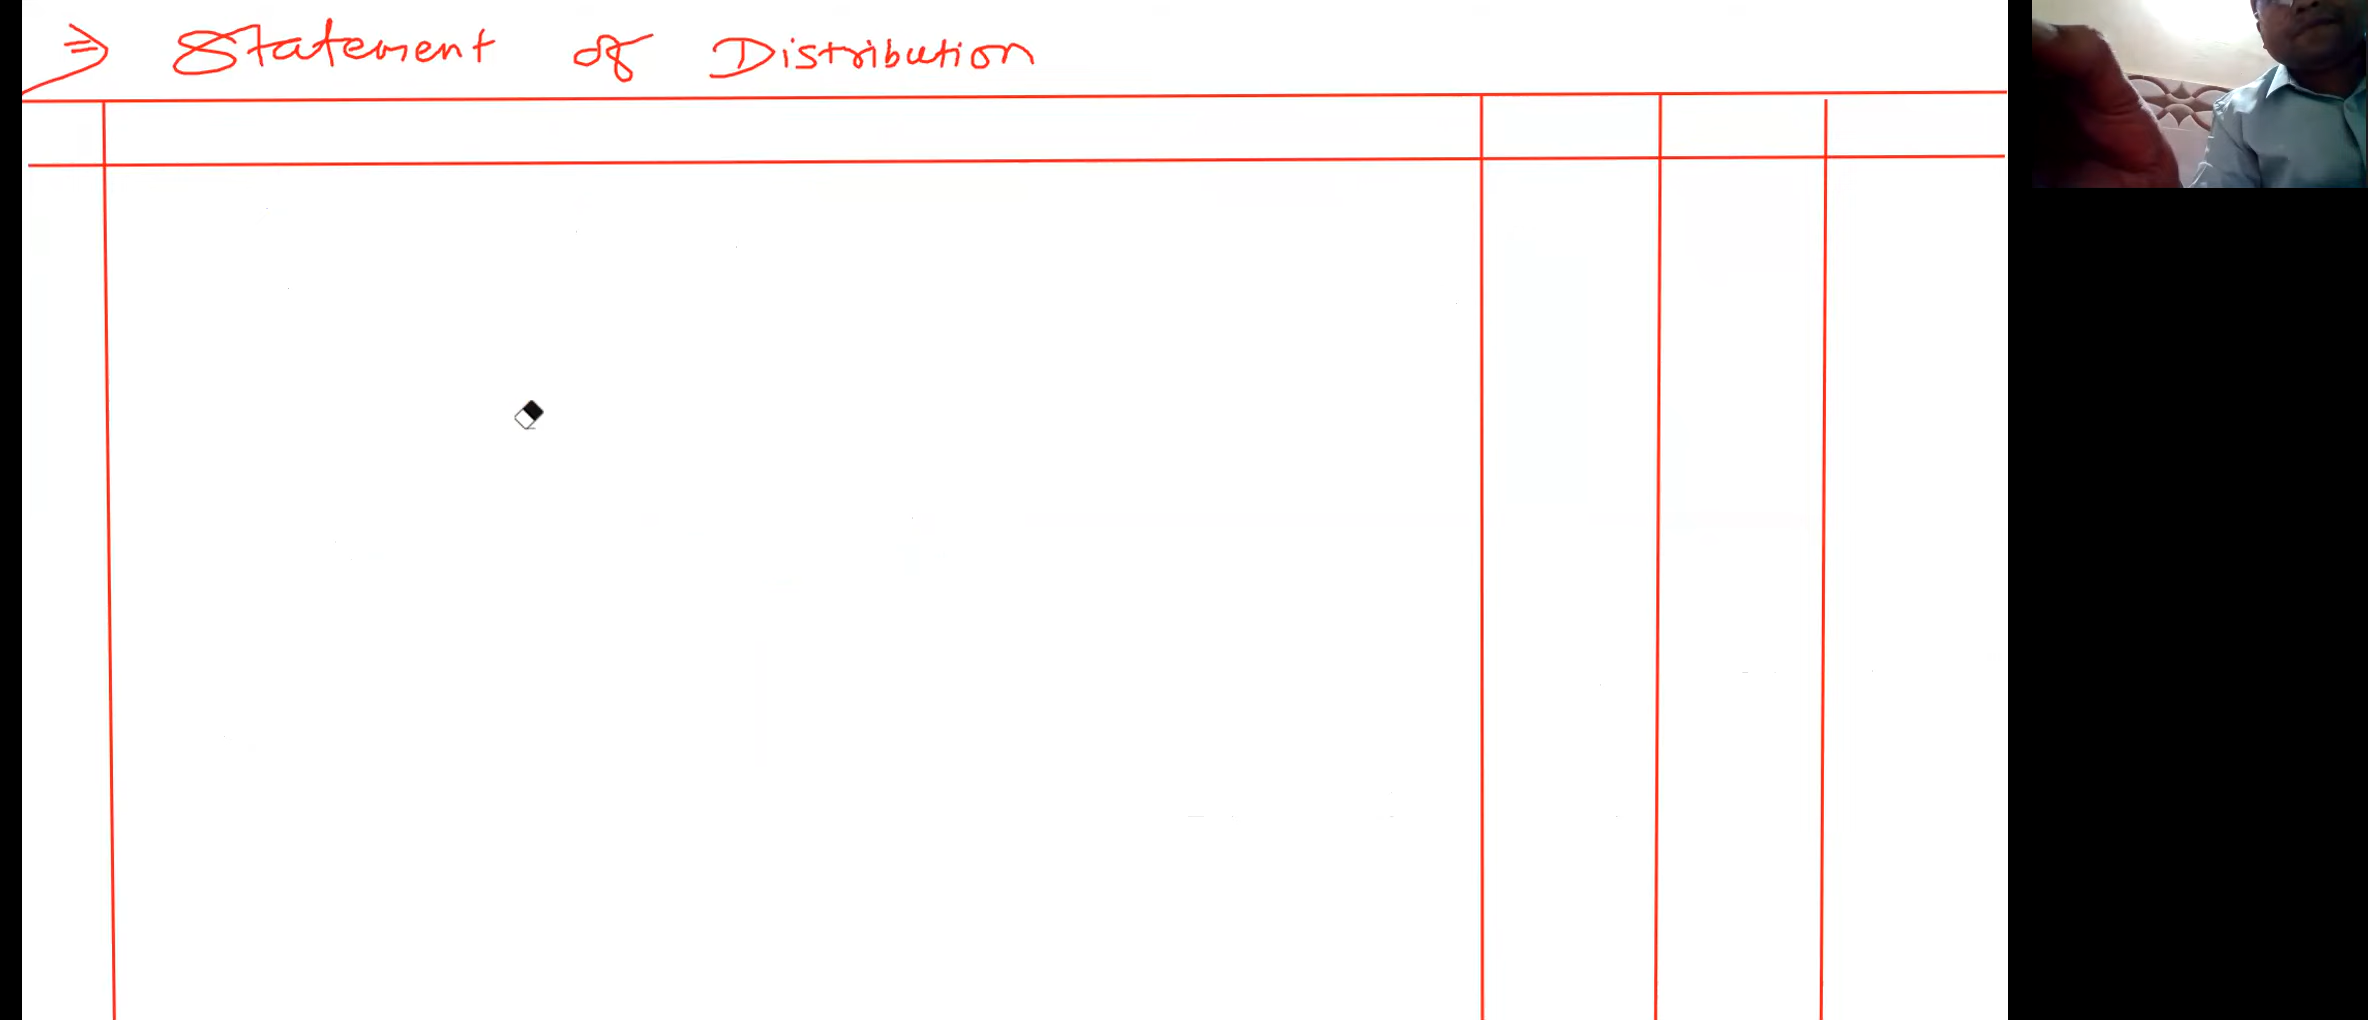 ⇒ Statement of Distribution